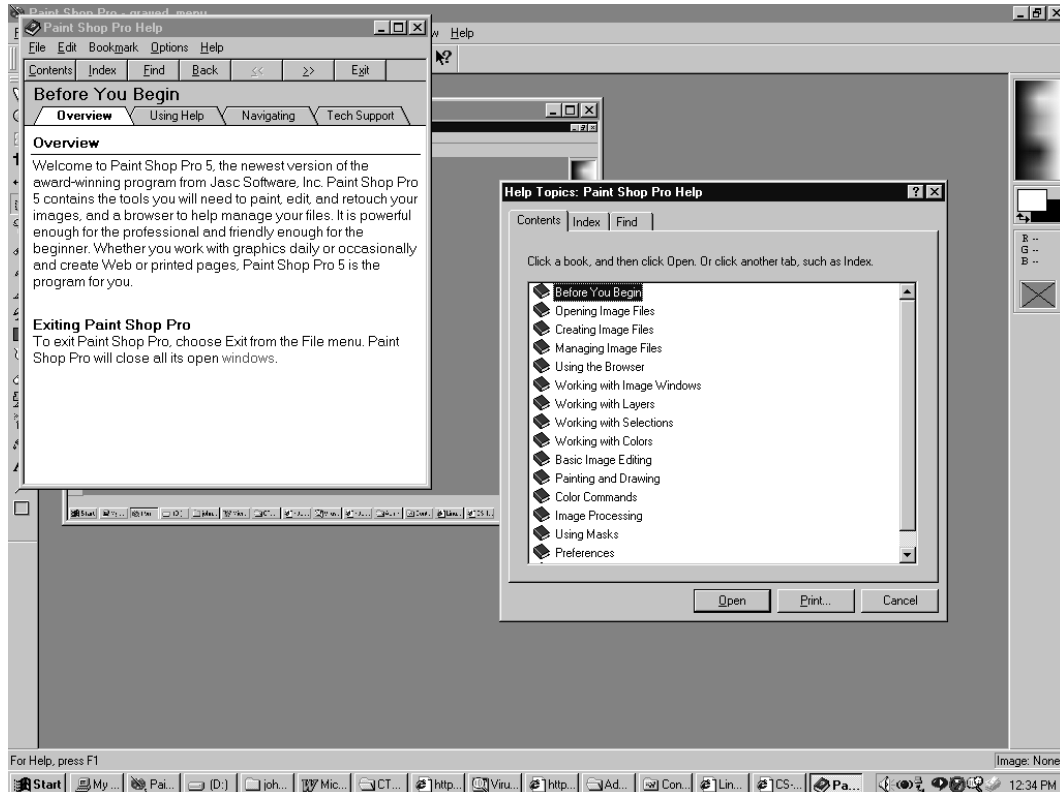 Paint Shop Pro - grayed_menu
Paint Shop Pro Help
File Edit Bookmark Options Help
Contents Index Find Back << >> Exit
Before You Begin
Overview Using Help Navigating Tech Support
Overview
Welcome to Paint Shop Pro 5, the newest version of the
award-winning program from Jasc Software, Inc. Paint Shop Pro
5 contains the tools you will need to paint, edit, and retouch your
images, and a browser to help manage your files. It is powerful
enough for the professional and friendly enough for the
beginner. Whether you work with graphics daily or occasionally
and create Web or printed pages, Paint Shop Pro 5 is the
program for you.
Exiting Paint Shop Pro
To exit Paint Shop Pro, choose Exit from the File menu. Paint
Shop Pro will close all its open windows.
w Help
Help Topics: Paint Shop Pro Help
Contents Index Find
Click a book, and then click Open. Or click another tab, such as Index.
Before You Begin
Opening Image Files
Creating Image Files
Managing Image Files
Using the Browser
Working with Image Windows
Working with Layers
Working with Selections
Working with Colors
Basic Image Editing
Painting and Drawing
Color Commands
Image Processing
Using Masks
Preferences
Open Print... Cancel
R --
G --
B --
Start
For Help, press F1
Image: None
Start My ... Pai... (D:) joh... Mic... CT... http... Viru... http... Ad... Con... Lin... CS-... Pa... 12:34 PM